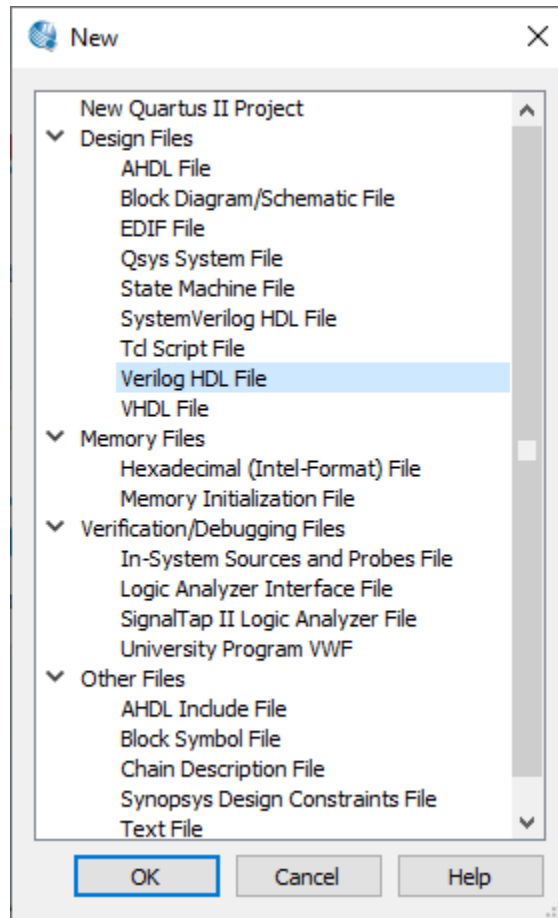 New
New Quartus II Project
Design Files
AHDL File
Block Diagram/Schematic File
EDIF File
Qsys System File
State Machine File
SystemVerilog HDL File
Tcl Script File
Verilog HDL File
VHDL File
Memory Files
Hexadecimal (Intel-Format) File
Memory Initialization File
Verification/Debugging Files
In-System Sources and Probes File
Logic Analyzer Interface File
SignalTap II Logic Analyzer File
University Program VWF
Other Files
AHDL Include File
Block Symbol File
Chain Description File
Synopsys Design Constraints File
Text File
OK Cancel Help